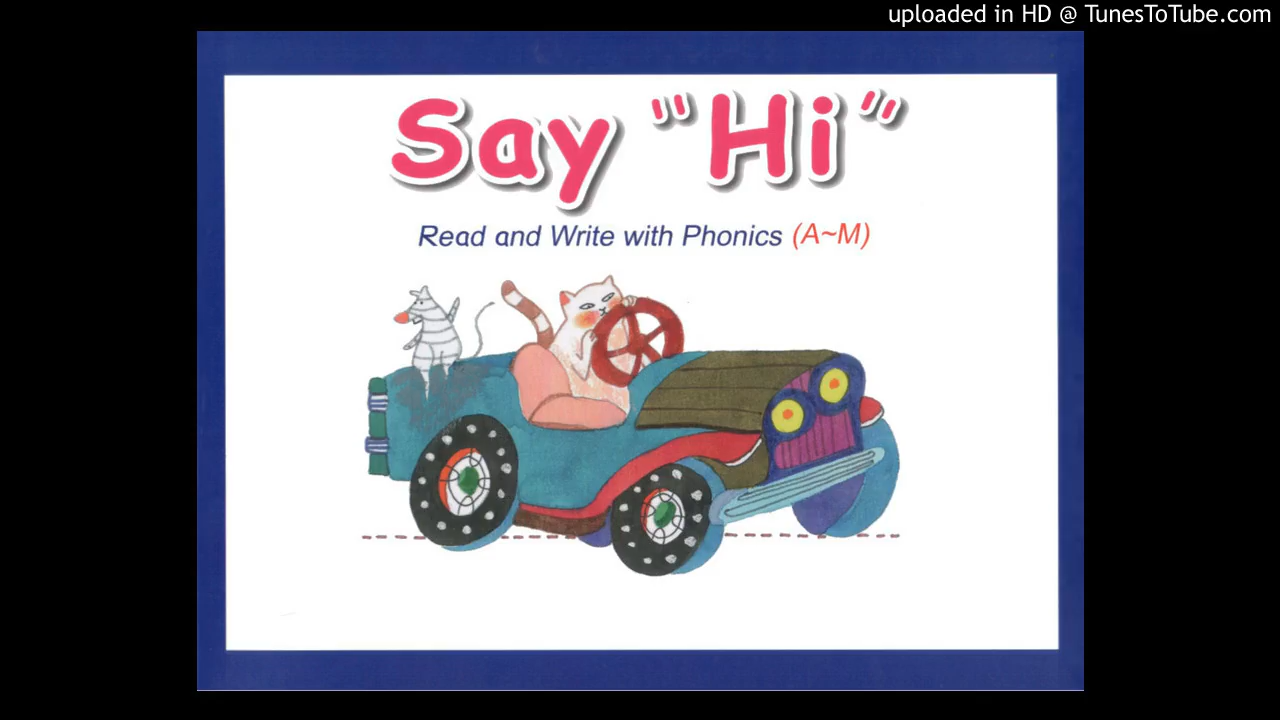 uploaded in HD @ TunesToTube.com
Say "Hi"
Read and Write with Phonics (A~M)